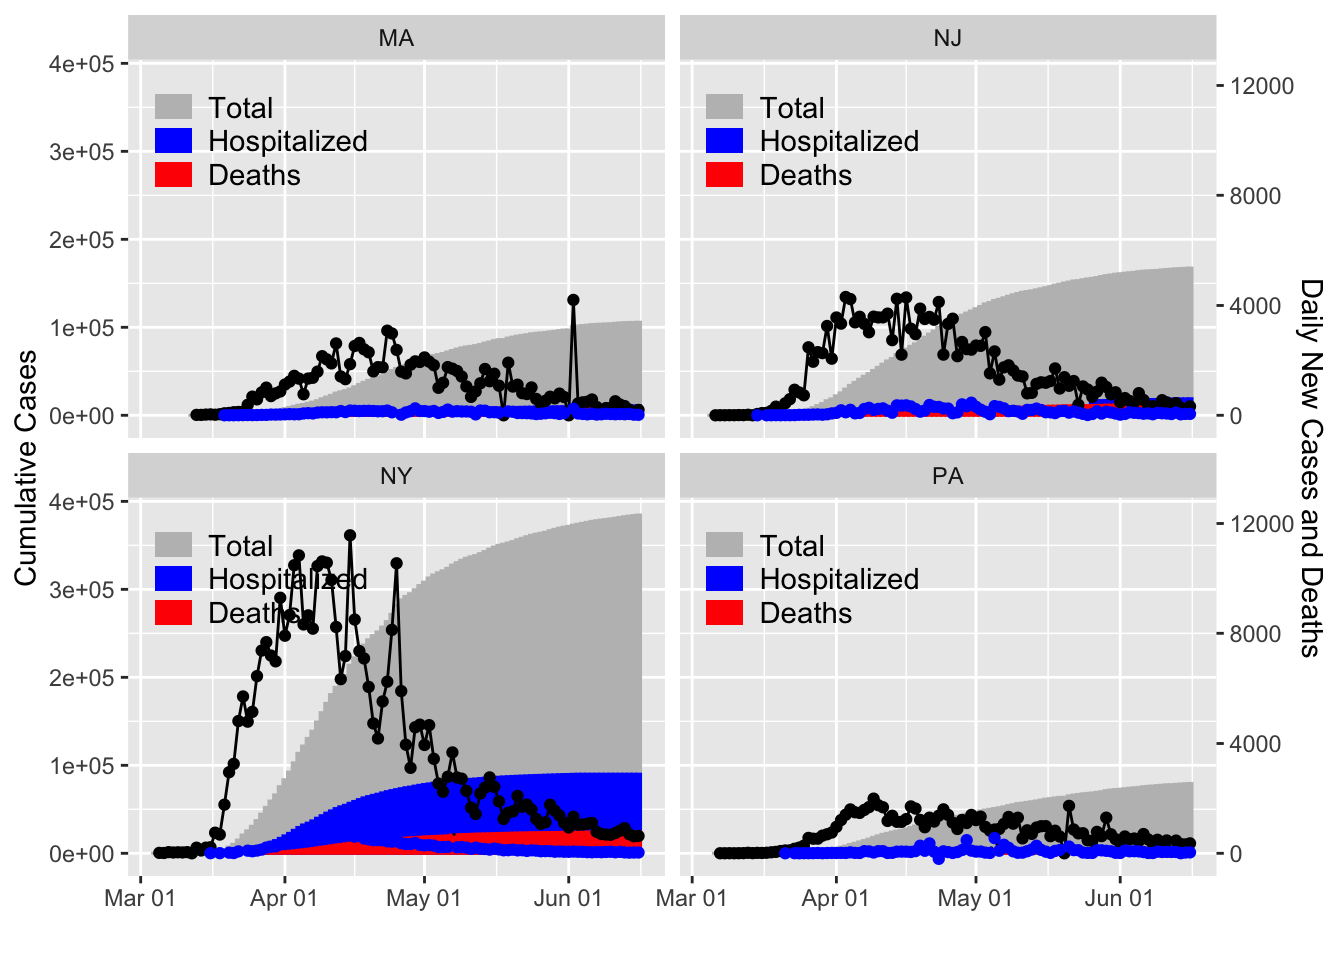 MA
NJ
4e+05
3e+05
2e+05
1e+05
0e+00
Total
Hospitalized
Deaths
Total
Hospitalized
Deaths
12000
8000
4000
0
NY
PA
4e+05
3e+05
2e+05
1e+05
0e+00
Total
Hospitalized
Deaths
Total
Hospitalized
Deaths
12000
8000
4000
0
Mar 01
Apr 01
May 01
Jun 01
Mar 01
Apr 01
May 01
Jun 01
Cumulative Cases
Daily New Cases and Deaths